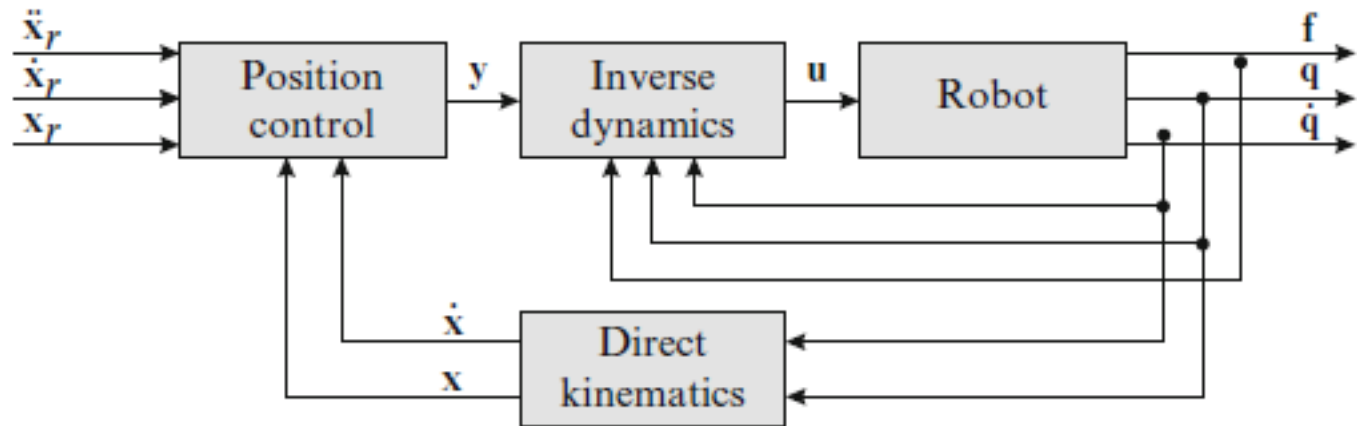 ẍr
ẋr
xr
Position
control
y
Inverse
dynamics
u
Robot
f
q
q̇
ẋ
x
Direct
kinematics